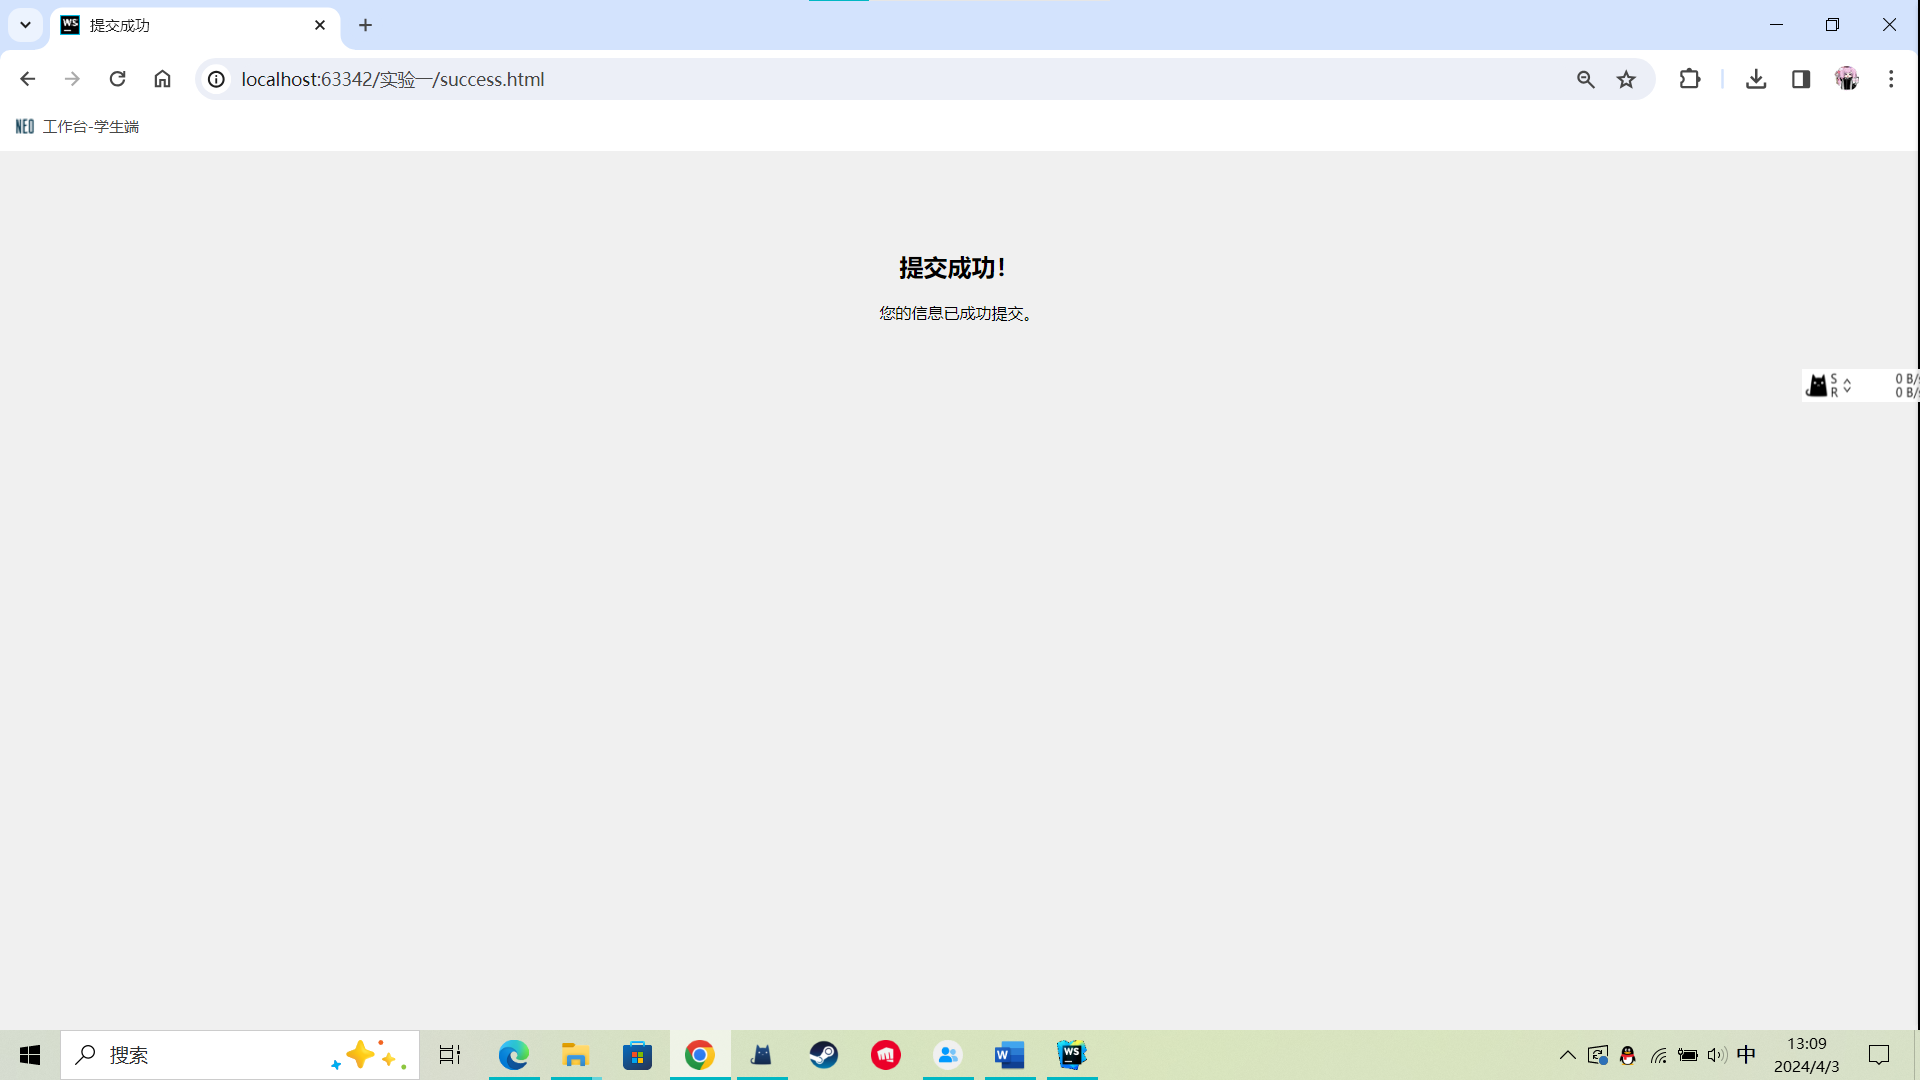 提交成功
localhost:63342/实验一/success.html
NEO 工作台-学生端
提交成功！
您的信息已成功提交。
S 0 B/s
R 0 B/s
搜索
中
13:09
2024/4/3